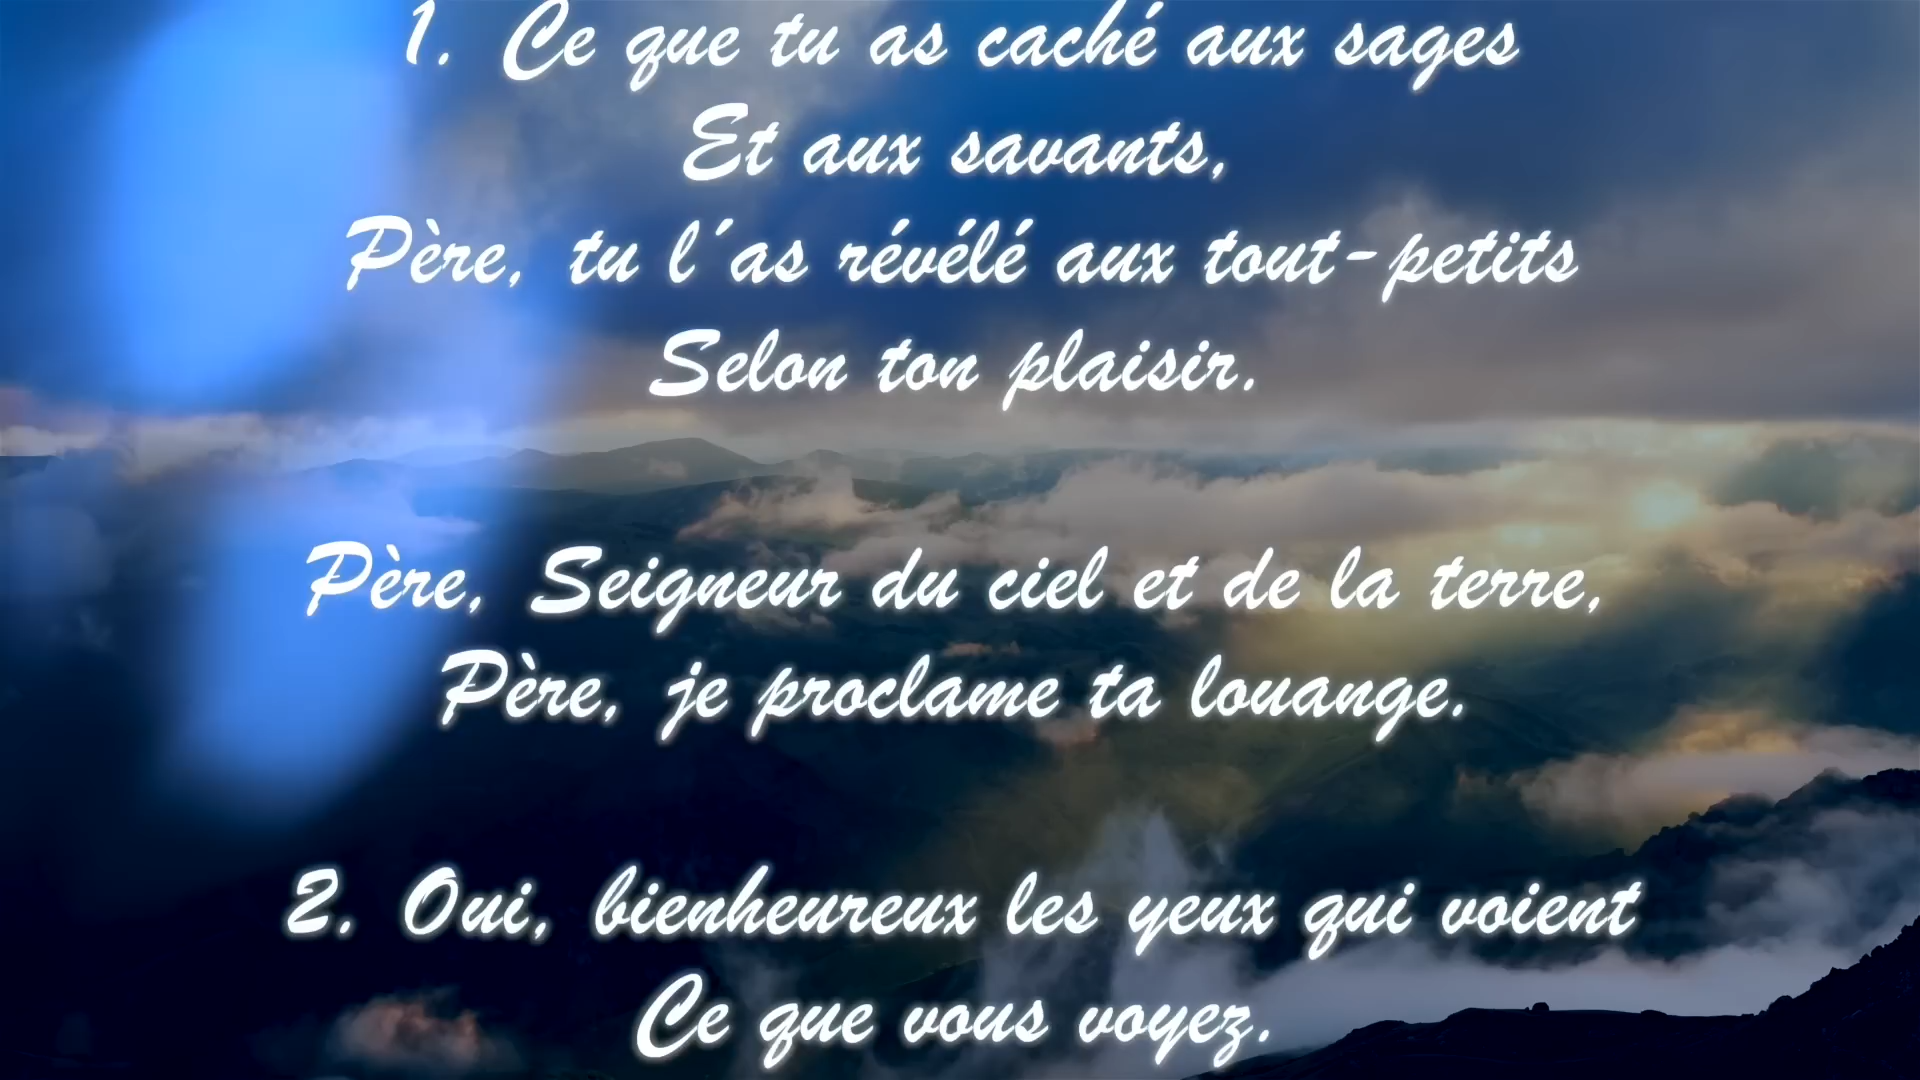 1. Ce que tu as caché aux sages
Et aux savants,
Père, tu l´as révélé aux tout-petits
Selon ton plaisir.
Père, Seigneur du ciel et de la terre,
Père, je proclame ta louange.
2. Oui, bienheureux les yeux qui voient
Ce que vous voyez.